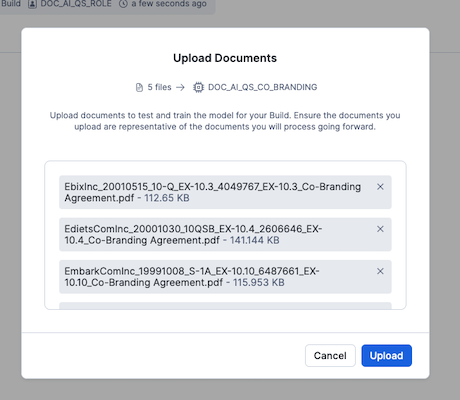 Build DOC_AI_QS_ROLE a few seconds ago
Upload Documents
5 files → DOC_AI_QS_CO_BRANDING
Upload documents to test and train the model for your Build. Ensure the documents you
upload are representative of the documents you will process going forward.
EbixInc_20010515_10-Q_EX-10.3_4049767_EX-10.3_Co-Branding
Agreement.pdf - 112.65 KB
EdietsComInc_20001030_10QSB_EX-10.4_2606646_EX-
10.4_Co-Branding Agreement.pdf - 141.144 KB
EmbarkComInc_19991008_S-1A_EX-10.10_6487661_EX-
10.10_Co-Branding Agreement.pdf - 115.953 KB
Cancel Upload